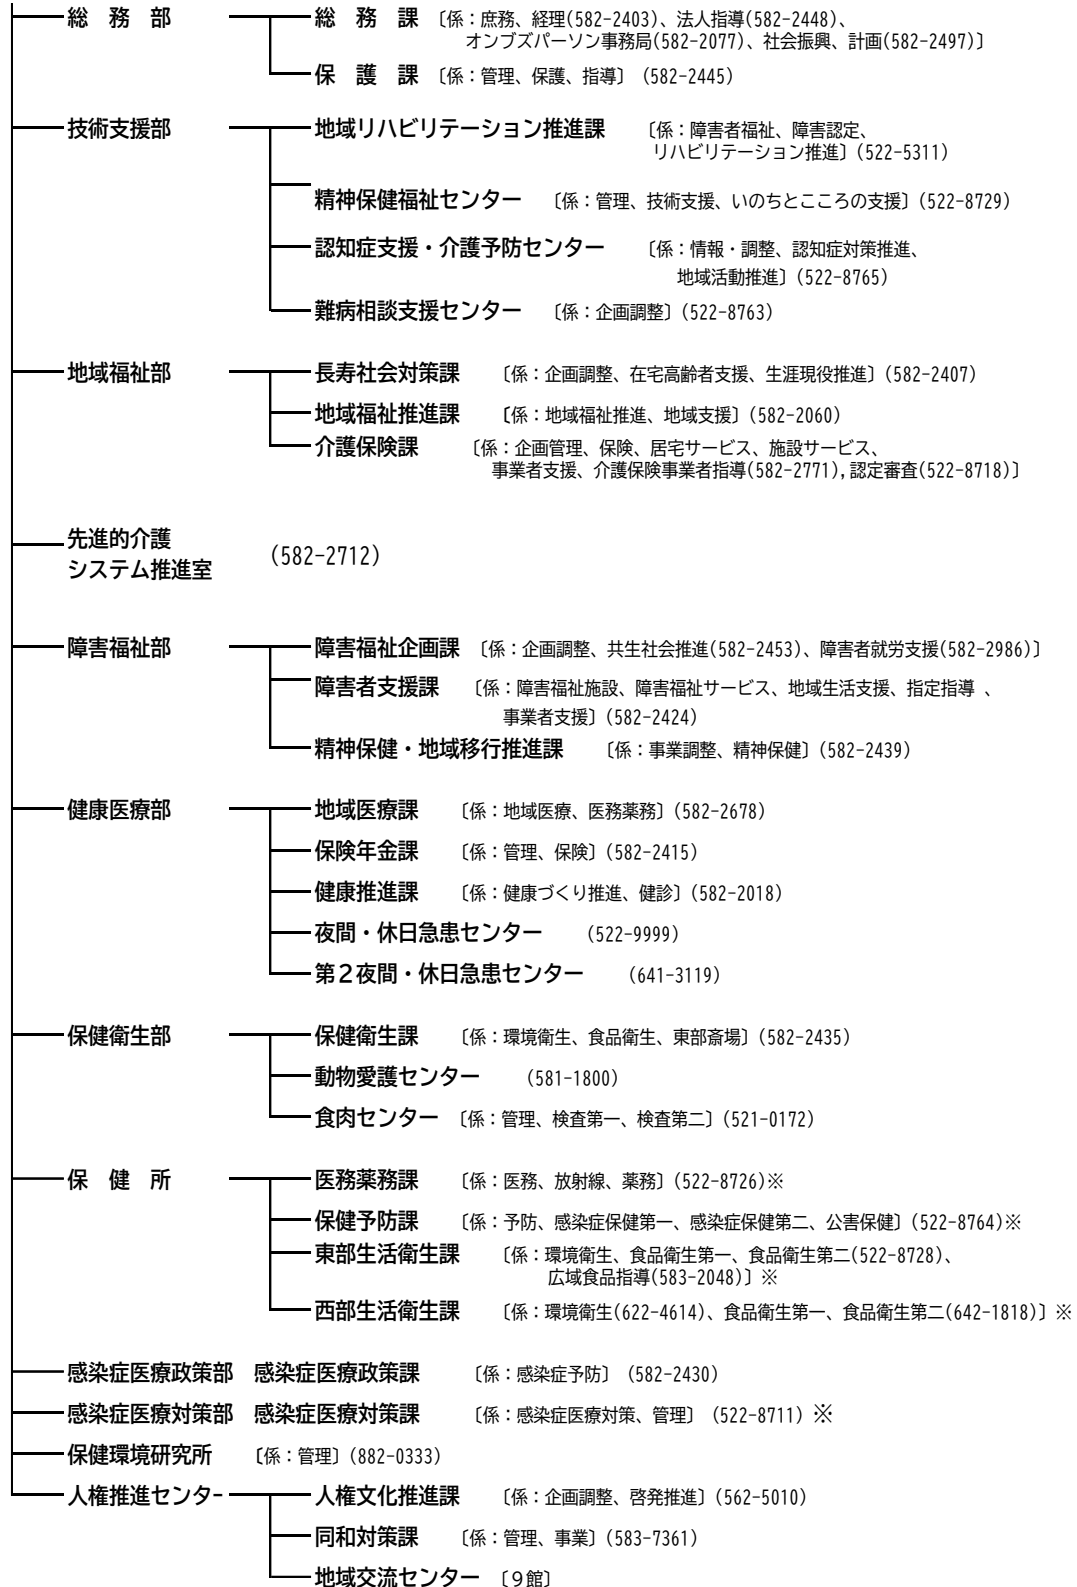 総　務　部　総　務　課　〔係：庶務、経理(582-2403)、法人指導(582-2448)、
オンブズパーソン事務局(582-2077)、社会振興、計画(582-2497)〕
保　護　課　〔係：管理、保護、指導〕（582-2445）
技術支援部　地域リハビリテーション推進課　〔係：障害者福祉、障害認定、
リハビリテーション推進〕(522-5311)
精神保健福祉センター　〔係：管理、技術支援、いのちとこころの支援〕(522-8729)
認知症支援・介護予防センター　〔係：情報・調整、認知症対策推進、
地域活動推進〕(522-8765)
難病相談支援センター　〔係：企画調整〕(522-8763)
地域福祉部　長寿社会対策課　〔係：企画調整、在宅高齢者支援、生涯現役推進〕(582-2407)
地域福祉推進課　〔係：地域福祉推進、地域支援〕(582-2060)
介護保険課　〔係：企画管理、保険、居宅サービス、施設サービス、
事業者支援、介護保険事業者指導(582-2771),認定審査(522-8718)〕
先進的介護
システム推進室　(582-2712)
障害福祉部　障害福祉企画課　〔係：企画調整、共生社会推進(582-2453)、障害者就労支援(582-2986)〕
障害者支援課　〔係：障害福祉施設、障害福祉サービス、地域生活支援、指定指導 、
事業者支援〕(582-2424)
精神保健・地域移行推進課　〔係：事業調整、精神保健〕(582-2439)
健康医療部　地域医療課　〔係：地域医療、医務薬務〕(582-2678)
保険年金課　〔係：管理、保険〕(582-2415)
健康推進課　〔係：健康づくり推進、健診〕(582-2018)
夜間・休日急患センター　(522-9999)
第２夜間・休日急患センター　(641-3119)
保健衛生部　保健衛生課　〔係：環境衛生、食品衛生、東部斎場〕(582-2435)
動物愛護センター　(581-1800)
食肉センター　〔係：管理、検査第一、検査第二〕(521-0172)
保　健　所　医務薬務課　〔係：医務、放射線、薬務〕(522-8726)※
保健予防課　〔係：予防、感染症保健第一、感染症保健第二、公害保健〕(522-8764)※
東部生活衛生課　〔係：環境衛生、食品衛生第一、食品衛生第二(522-8728)、
広域食品指導(583-2048)〕※
西部生活衛生課　〔係：環境衛生(622-4614)、食品衛生第一、食品衛生第二(642-1818)〕※
感染症医療政策部　感染症医療政策課　〔係：感染症予防〕（582-2430)
感染症医療対策部　感染症医療対策課　〔係：感染症医療対策、管理〕（522-8711）※
保健環境研究所　〔係：管理〕(882-0333)
人権推進センター　人権文化推進課　〔係：企画調整、啓発推進〕(562-5010)
同和対策課　〔係：管理、事業〕(583-7361)
地域交流センター　〔９館〕